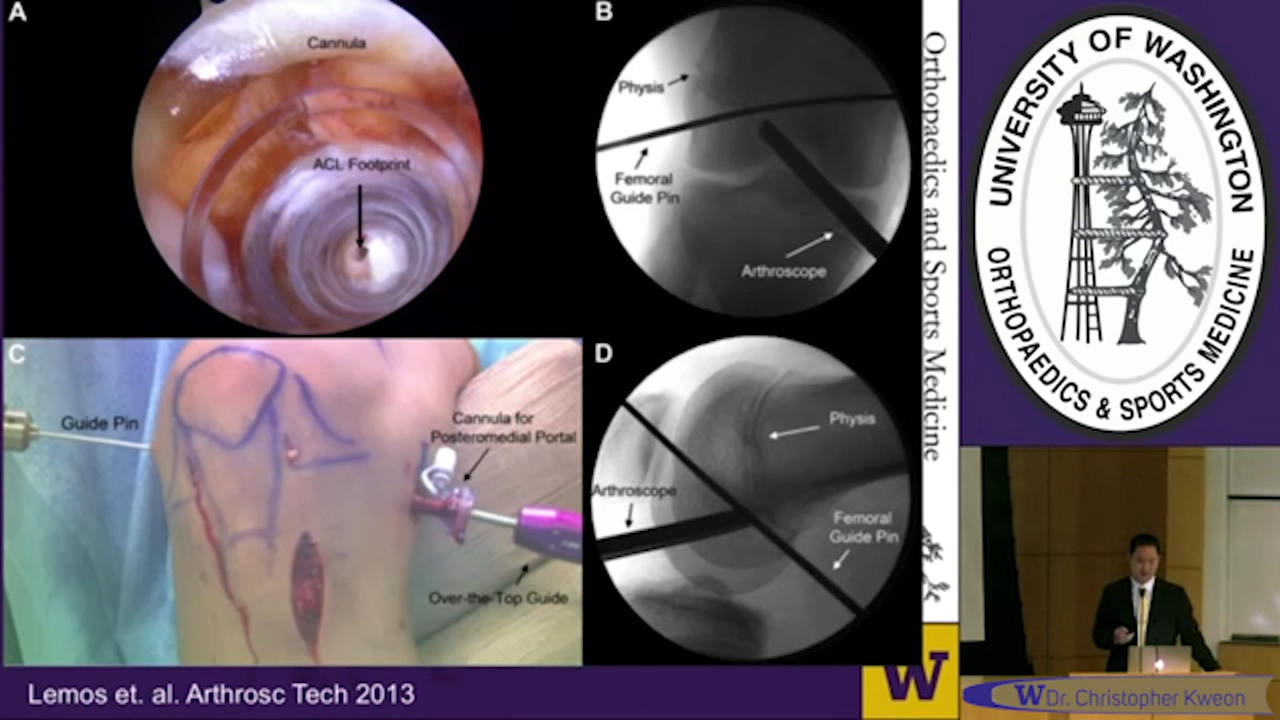 A
Cannula
ACL Footprint
B
Physis
Femoral
Guide Pin
Arthroscope
C
Guide Pin
Cannula for
Posteromedial Portal
Over-the-Top Guide
D
Physis
Arthroscope
Femoral
Guide Pin
Lemos et. al. Arthrosc Tech 2013
Orthopaedics and Sports Medicine
W
UNIVERSITY OF WASHINGTON
ORTHOPAEDICS & SPORTS MEDICINE
W Dr. Christopher Kweon